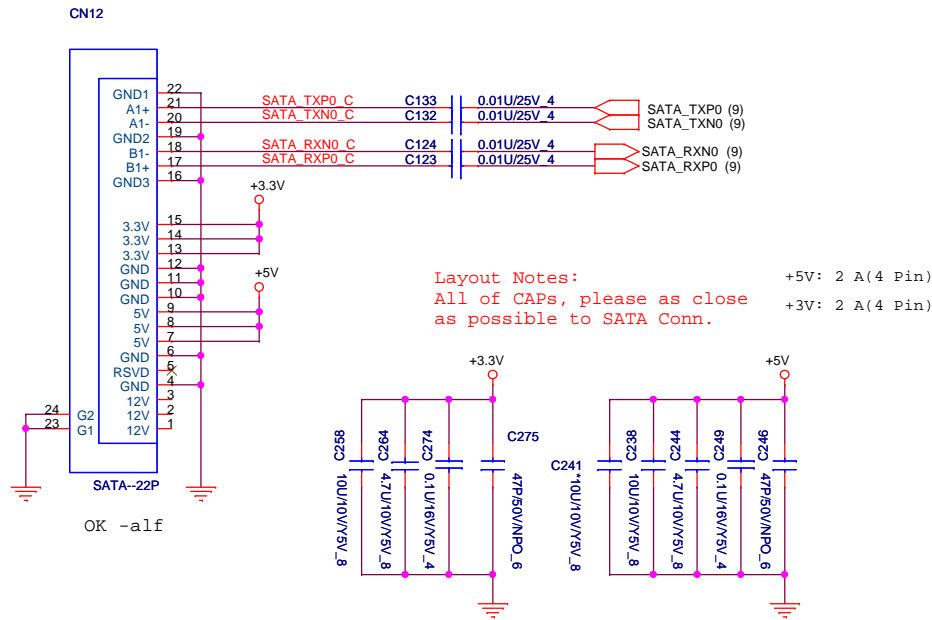 CN12
GND1 22
A1+ 21 SATA_TXP0_C C133 0.01U/25V_4 SATA_TXP0 (9)
A1- 20 SATA_TXN0_C C132 0.01U/25V_4 SATA_TXN0 (9)
GND2 19
B1- 18 SATA_RXN0_C C124 0.01U/25V_4 SATA_RXN0 (9)
B1+ 17 SATA_RXP0_C C123 0.01U/25V_4 SATA_RXP0 (9)
GND3 16
+3.3V
3.3V 15
3.3V 14
3.3V 13
GND 12
GND 11
GND 10
+5V
5V 9
5V 8
5V 7
GND 6
RSVD 5
GND 4
12V 3
12V 2
12V 1
24 G2
23 G1
SATA--22P
OK -alf
Layout Notes:
All of CAPs, please as close
as possible to SATA Conn.
+5V: 2 A(4 Pin)
+3V: 2 A(4 Pin)
+3.3V
C258 10U/10V/Y5V_8
C264 4.7U/10V/Y5V_8
C274 0.1U/16V/Y5V_4
C275 47P/50V/NPO_6
+5V
C241 *10U/10V/Y5V_8
C238 10U/10V/Y5V_8
C244 4.7U/10V/Y5V_8
C249 0.1U/16V/Y5V_4
C246 47P/50V/NPO_6